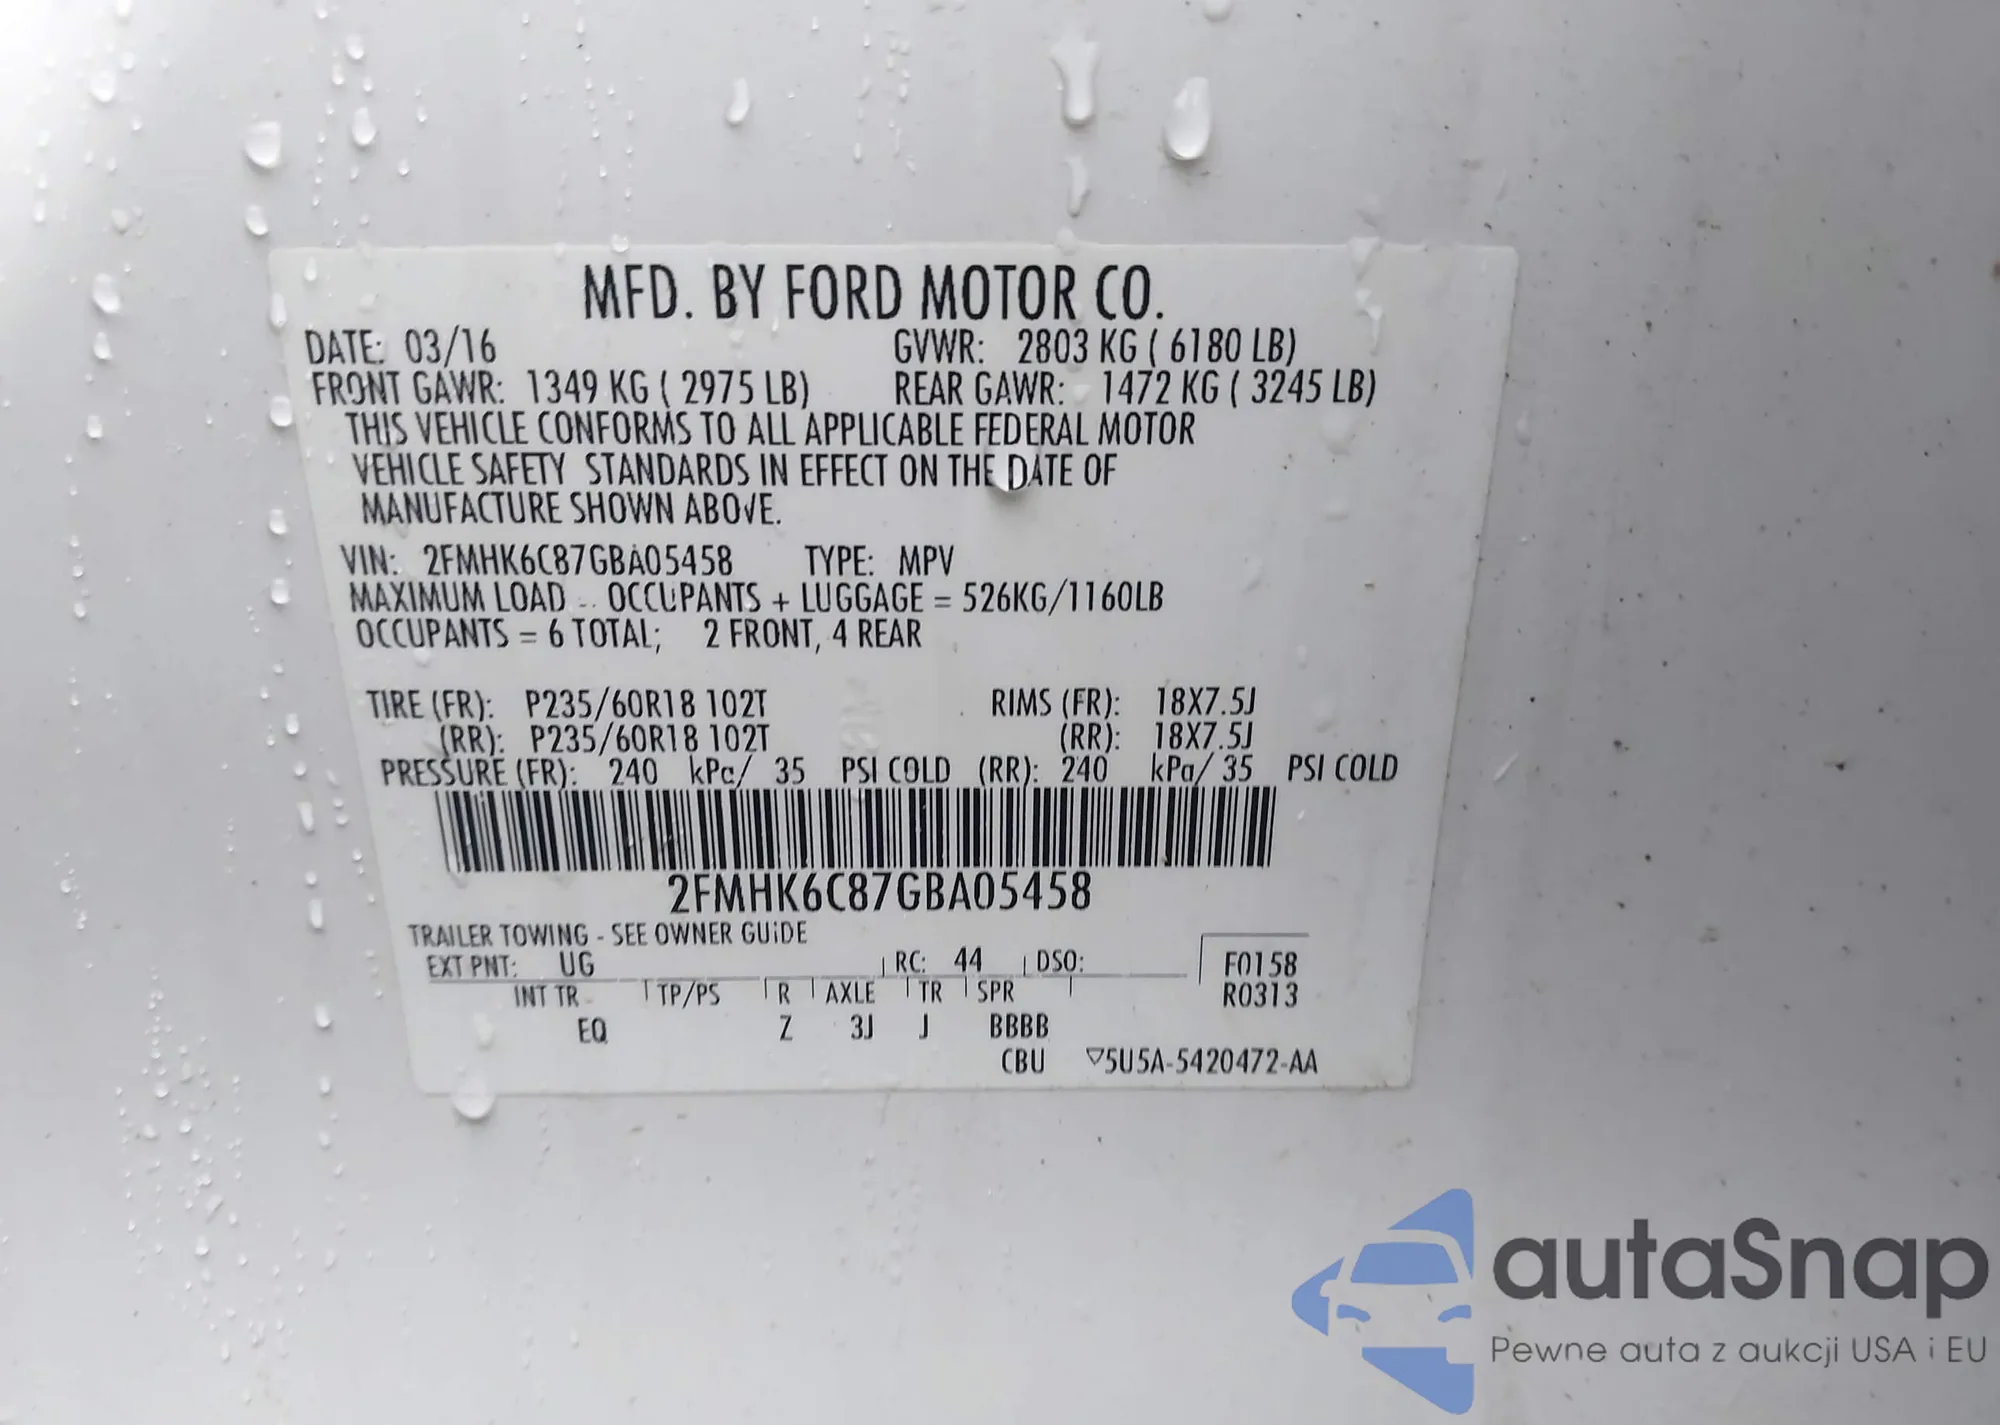 MFD. BY FORD MOTOR CO.
DATE: 03/16 GVWR: 2803 KG ( 6180 LB)
FRONT GAWR: 1349 KG ( 2975 LB) REAR GAWR: 1472 KG ( 3245 LB)
THIS VEHICLE CONFORMS TO ALL APPLICABLE FEDERAL MOTOR
VEHICLE SAFETY STANDARDS IN EFFECT ON THE DATE OF
MANUFACTURE SHOWN ABOVE.
VIN: 2FMHK6C87GBA05458 TYPE: MPV
MAXIMUM LOAD - OCCUPANTS + LUGGAGE = 526KG/1160LB
OCCUPANTS = 6 TOTAL; 2 FRONT, 4 REAR
TIRE (FR): P235/60R18 102T RIMS (FR): 18X7.5J
(RR): P235/60R18 102T (RR): 18X7.5J
PRESSURE (FR): 240 kPa/ 35 PSI COLD (RR): 240 kPa/ 35 PSI COLD
2FMHK6C87GBA05458
TRAILER TOWING - SEE OWNER GUIDE
EXT PNT: UG RC: 44 DSO: F0158
INT TR TP/PS R AXLE TR SPR R0313
EQ Z 3J J BBBB
CBU ▽5U5A-5420472-AA
autaSnap
Pewne auta z aukcji USA i EU